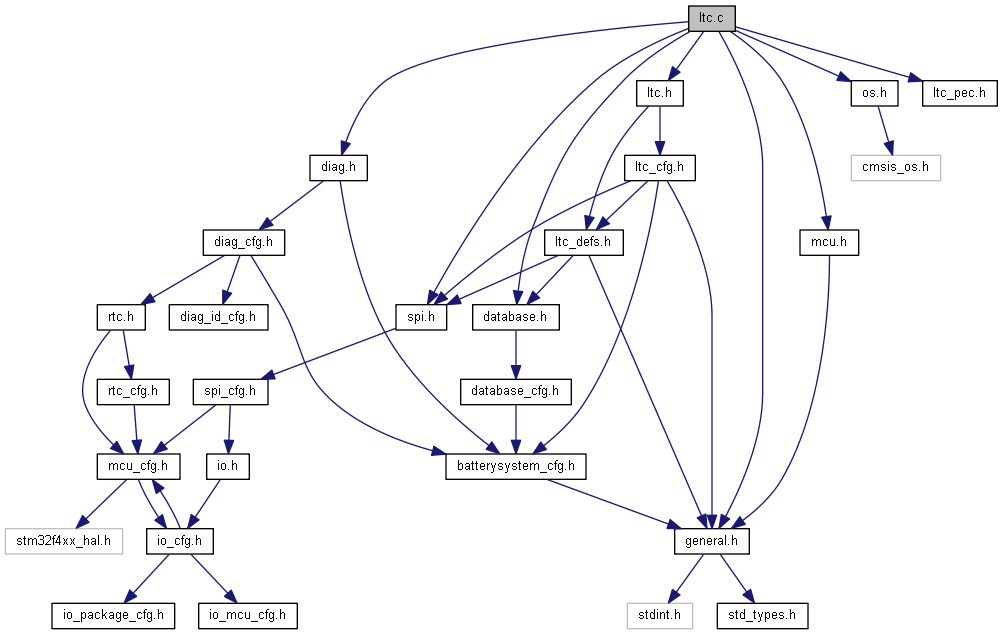 ltc.c
ltc.h
os.h
ltc_pec.h
diag.h
ltc_cfg.h
cmsis_os.h
diag_cfg.h
ltc_defs.h
mcu.h
rtc.h
diag_id_cfg.h
spi.h
database.h
rtc_cfg.h
spi_cfg.h
database_cfg.h
mcu_cfg.h
io.h
batterysystem_cfg.h
stm32f4xx_hal.h
io_cfg.h
general.h
io_package_cfg.h
io_mcu_cfg.h
stdint.h
std_types.h